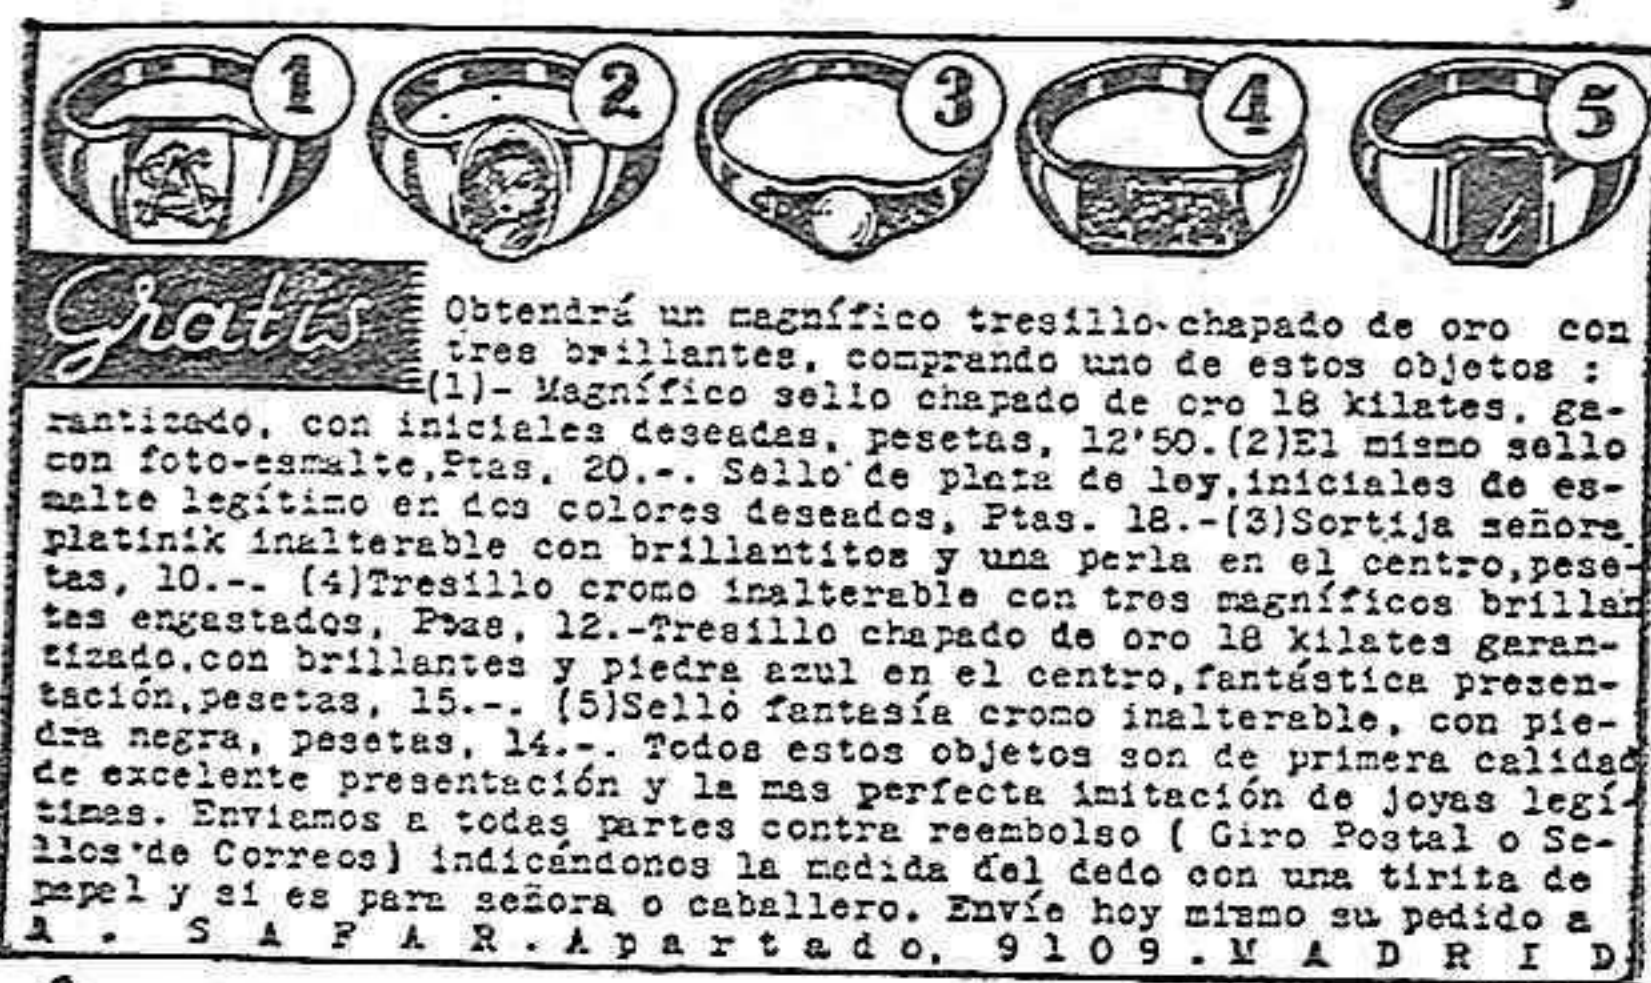 1 2 3 4 5
Gratis
Obtendrá un magnífico tresillo chapado de oro con
tres brillantes, comprando uno de estos objetos :
(1)- Magnífico sello chapado de oro 18 kilates, ga-
rantizado, con iniciales deseadas, pesetas, 12'50.(2)El mismo sello
con foto-esmalte,Ptas, 20.-. Sello de plata de ley,iniciales de es-
malte legítimo en dos colores deseados, Ptas. 18.-(3)Sortija señora
platinik inalterable con brillantitos y una perla en el centro,pese-
tas, 10.-. (4)Tresillo cromo inalterable con tres magníficos brillan
tes engastados, Ptas, 12.-Tresillo chapado de oro 18 kilates garan-
tizado,con brillantes y piedra azul en el centro,fantástica presen-
tación,pesetas, 15.-. (5)Sello fantasía cromo inalterable, con pie-
dra negra, pesetas, 14.-. Todos estos objetos son de primera calidad
de excelente presentación y la mas perfecta imitación de joyas legí-
timas. Enviamos a todas partes contra reembolso ( Giro Postal o Se-
llos de Correos) indicándonos la medida del dedo con una tirita de
papel y si es para señora o caballero. Envíe hoy mismo su pedido a
A . S A F A R . A p a r t a d o , 9 1 0 9 . M A D R I D